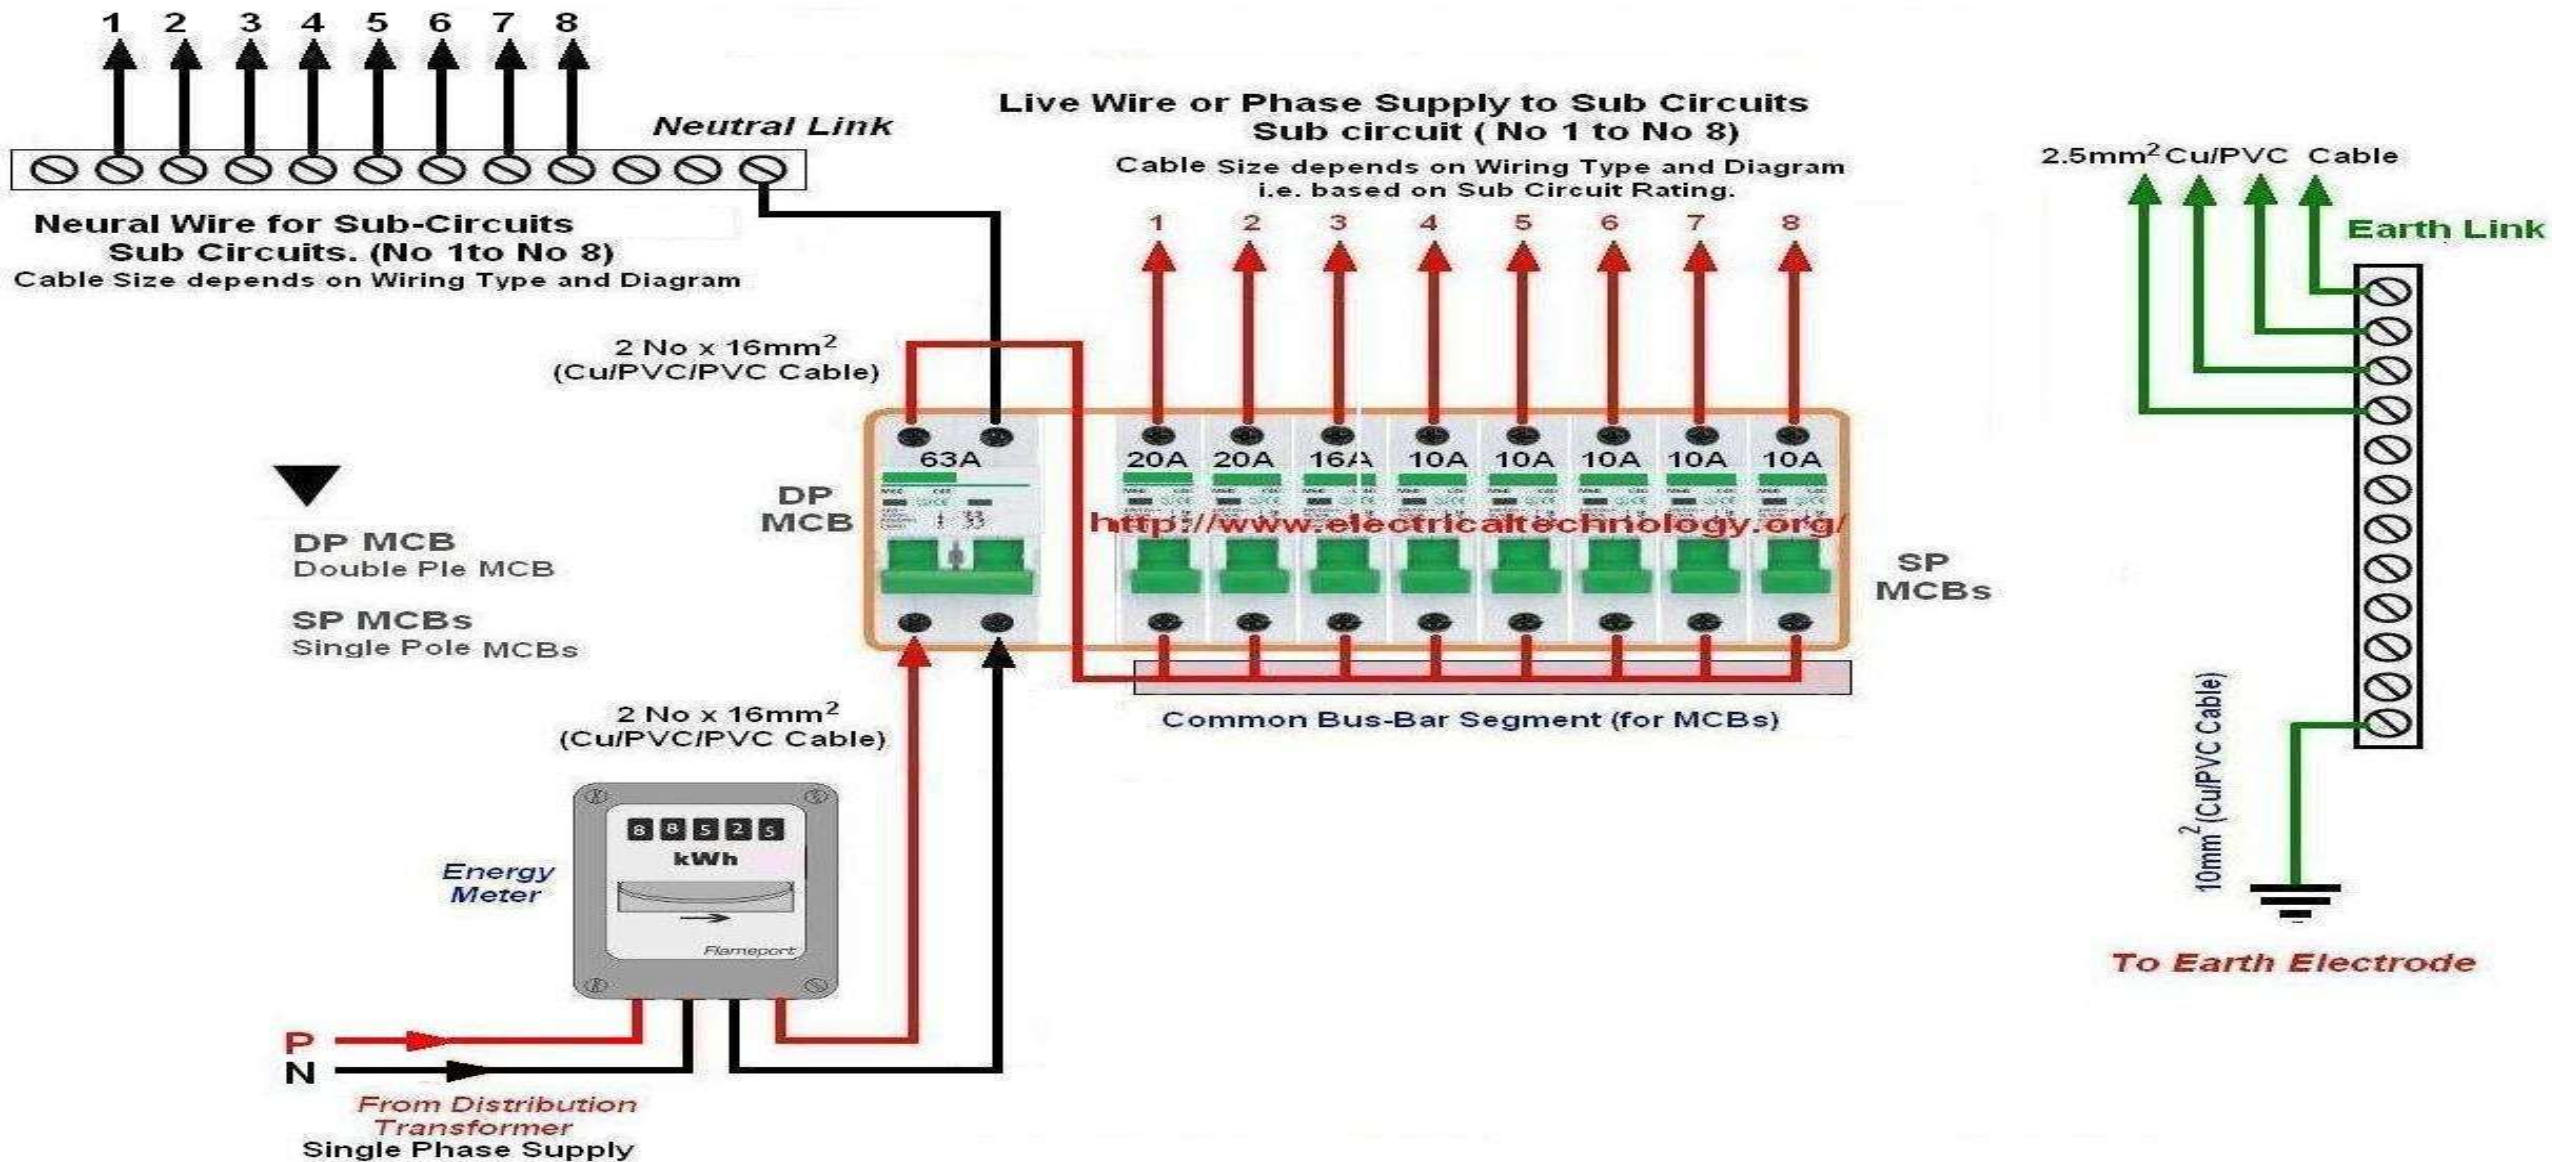 1 2 3 4 5 6 7 8
Neutral Link
Neural Wire for Sub-Circuits
Sub Circuits. (No 1to No 8)
Cable Size depends on Wiring Type and Diagram
Live Wire or Phase Supply to Sub Circuits
Sub circuit ( No 1 to No 8)
Cable Size depends on Wiring Type and Diagram
i.e. based on Sub Circuit Rating.
1 2 3 4 5 6 7 8
2.5mm² Cu/PVC Cable
Earth Link
2 No x 16mm²
(Cu/PVC/PVC Cable)
63A
20A 20A 16A 10A 10A 10A 10A 10A
DP
MCB
http://www.electricaltechnology.org/
SP
MCBs
DP MCB
Double Ple MCB
SP MCBs
Single Pole MCBs
Common Bus-Bar Segment (for MCBs)
2 No x 16mm²
(Cu/PVC/PVC Cable)
Energy
Meter
8 8 5 2 5
kWh
Flameport
P
N
From Distribution
Transformer
Single Phase Supply
10mm² (Cu/PVC Cable)
To Earth Electrode